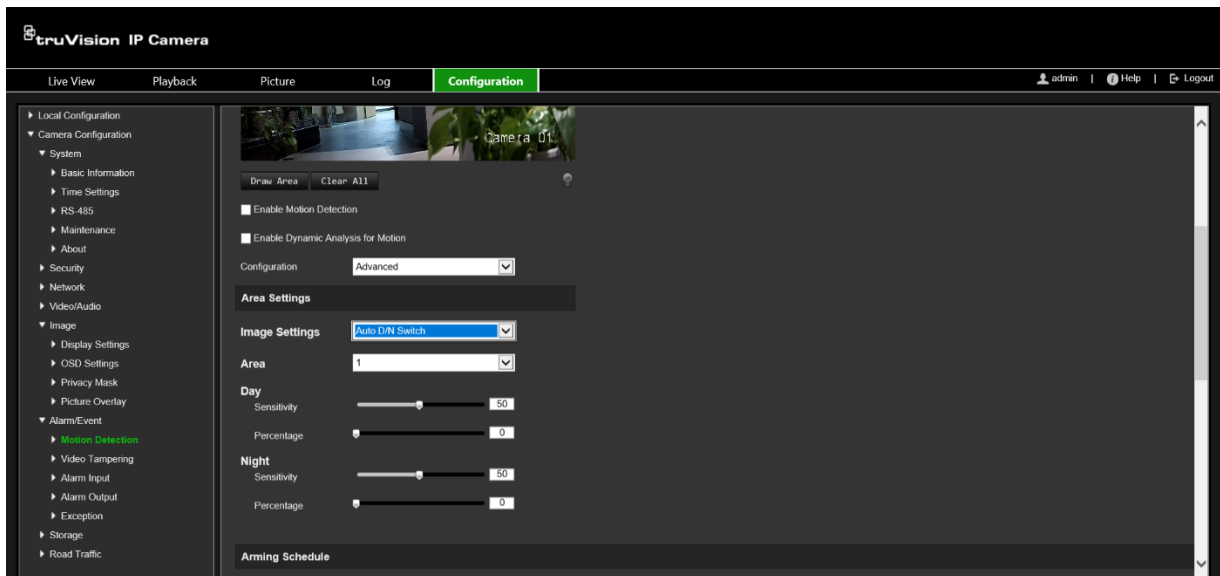 truVision IP Camera
Live View Playback Picture Log Configuration admin | Help | Logout
Local Configuration
Camera Configuration
System
Basic Information
Time Settings
RS-485
Maintenance
About
Security
Network
Video/Audio
Image
Display Settings
OSD Settings
Privacy Mask
Picture Overlay
Alarm/Event
Motion Detection
Video Tampering
Alarm Input
Alarm Output
Exception
Storage
Road Traffic
Camera 01
Draw Area Clear All
Enable Motion Detection
Enable Dynamic Analysis for Motion
Configuration Advanced
Area Settings
Image Settings Auto D/N Switch
Area 1
Day
Sensitivity 50
Percentage 0
Night
Sensitivity 50
Percentage 0
Arming Schedule